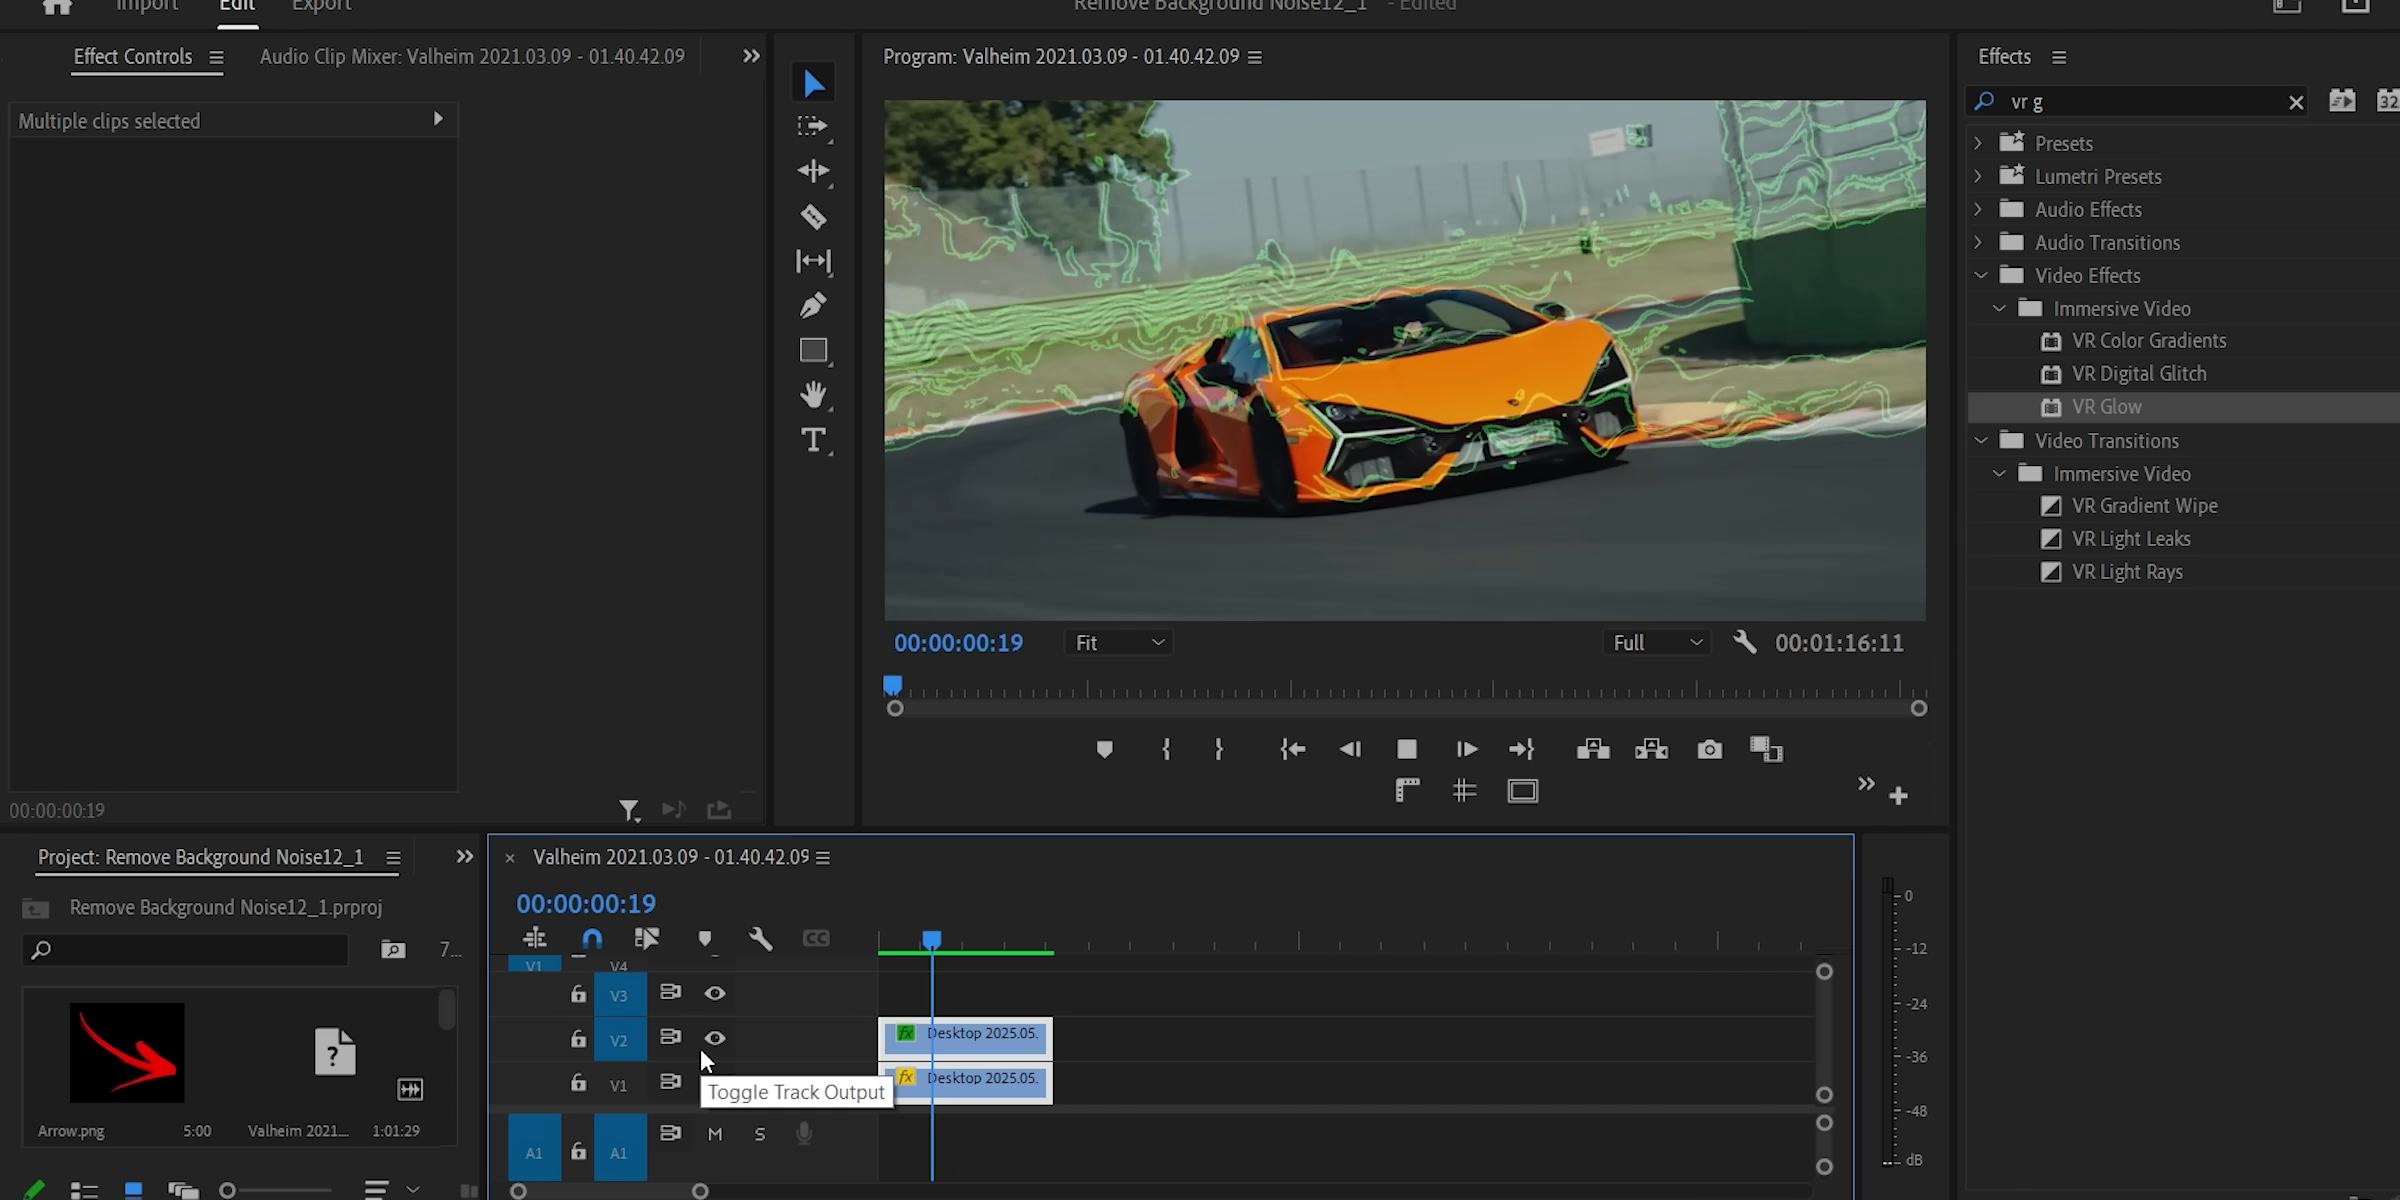 Import
Edit
Export
Remove Background Noise12_1 - Edited
Effect Controls
Audio Clip Mixer: Valheim 2021.03.09 - 01.40.42.09
Program: Valheim 2021.03.09 - 01.40.42.09
Effects
Multiple clips selected
vr g
32
Presets
Lumetri Presets
Audio Effects
Audio Transitions
Video Effects
Immersive Video
VR Color Gradients
VR Digital Glitch
VR Glow
Video Transitions
Immersive Video
VR Gradient Wipe
VR Light Leaks
VR Light Rays
T
00:00:00:19
Fit
Full
00:01:16:11
00:00:00:19
Project: Remove Background Noise12_1
Remove Background Noise12_1.prproj
7...
Arrow.png
5:00
Valheim 2021...
1:01:29
Valheim 2021.03.09 - 01.40.42.09
00:00:00:19
CC
V1
V4
V3
V2
fx
Desktop 2025.05.
V1
fx
Desktop 2025.05.
Toggle Track Output
A1
A1
M
S
0
-12
-24
-36
-48
dB